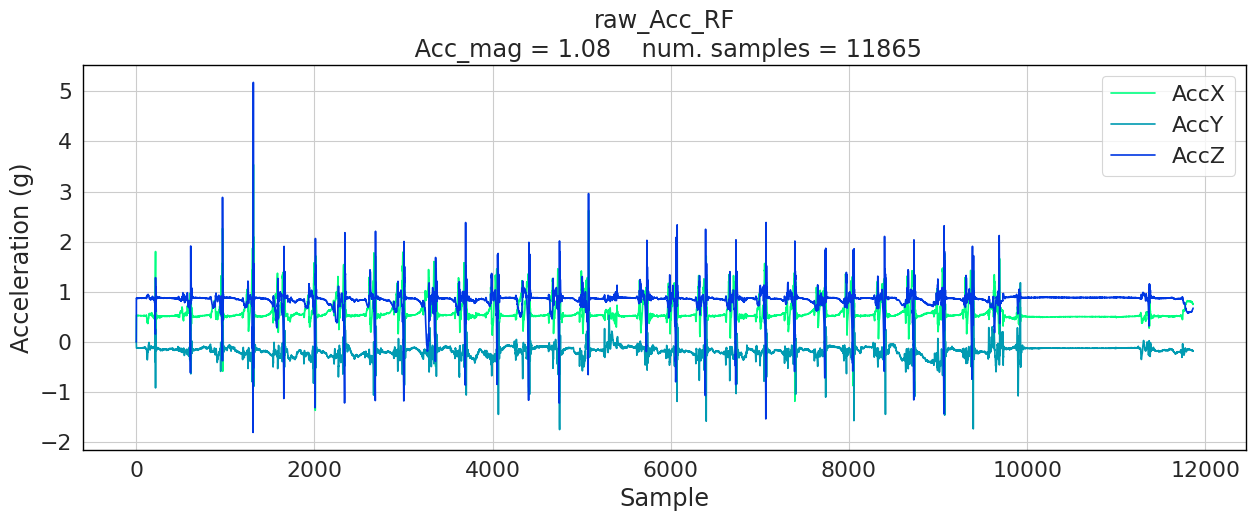 raw_Acc_RF
Acc_mag = 1.08    num. samples = 11865
AccX
AccY
AccZ
5
4
3
2
1
0
−1
−2
Acceleration (g)
0
2000
4000
6000
8000
10000
12000
Sample